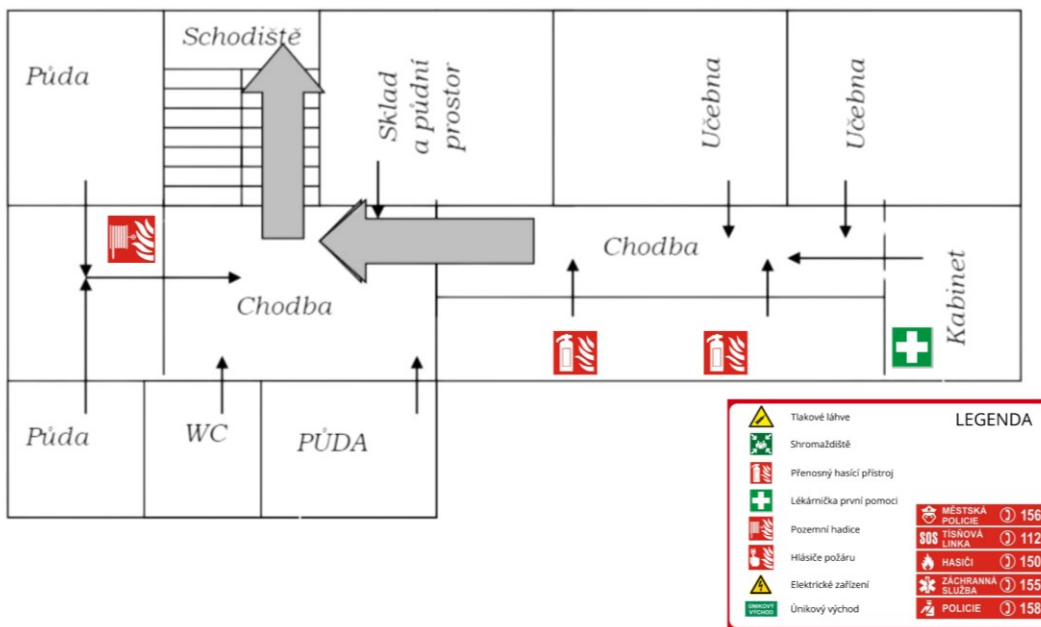 Schodiště
Půda
Sklad
a půdní
prostor
Učebna
Učebna
Chodba
Chodba
Kabinet
Půda
WC
PŮDA
LEGENDA
Tlakové láhve
Shromaždiště
Přenosný hasící přístroj
Lékárnička první pomoci
Pozemní hadice
Hlásiče požáru
Elektrické zařízení
ÚNIKOVÝ
VÝCHOD
Únikový východ
MĚSTSKÁ
POLICIE 156
SOS TÍSŇOVÁ
LINKA 112
HASIČI 150
ZÁCHRANNÁ
SLUŽBA 155
POLICIE 158